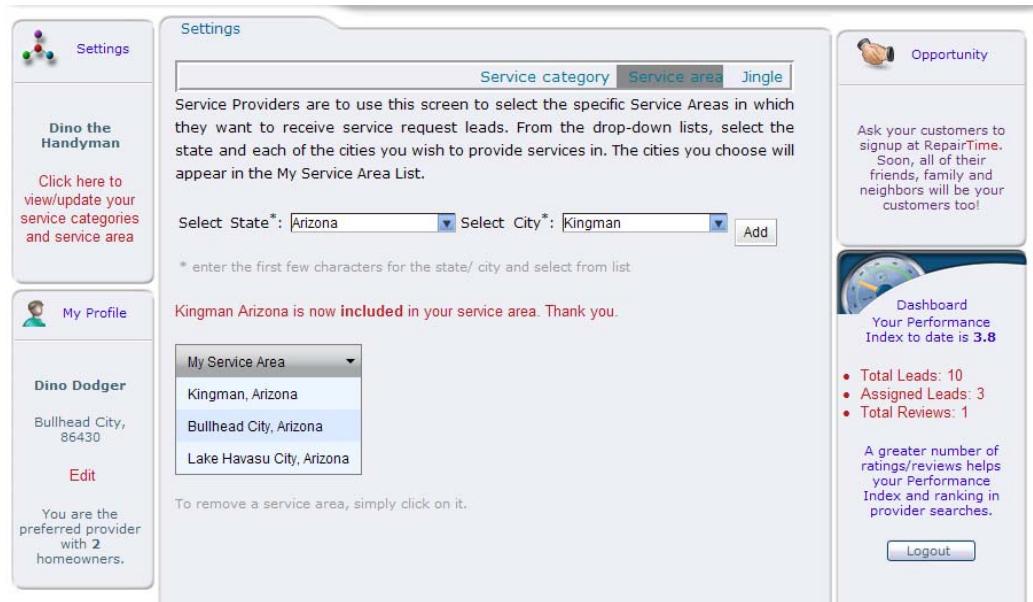 Settings
Dino the
Handyman
Click here to
view/update your
service categories
and service area
My Profile
Dino Dodger
Bullhead City,
86430
Edit
You are the
preferred provider
with 2
homeowners.
Settings
Service category Service area Jingle
Service Providers are to use this screen to select the specific Service Areas in which
they want to receive service request leads. From the drop-down lists, select the
state and each of the cities you wish to provide services in. The cities you choose will
appear in the My Service Area List.
Select State*: Arizona Select City*: Kingman Add
* enter the first few characters for the state/ city and select from list
Kingman Arizona is now included in your service area. Thank you.
My Service Area
Kingman, Arizona
Bullhead City, Arizona
Lake Havasu City, Arizona
To remove a service area, simply click on it.
Opportunity
Ask your customers to
signup at RepairTime.
Soon, all of their
friends, family and
neighbors will be your
customers too!
Dashboard
Your Performance
Index to date is 3.8
• Total Leads: 10
• Assigned Leads: 3
• Total Reviews: 1
A greater number of
ratings/reviews helps
your Performance
Index and ranking in
provider searches.
Logout